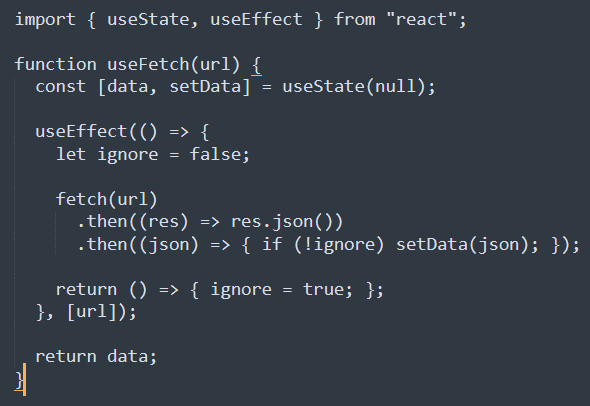 import { useState, useEffect } from "react";

function useFetch(url) {
  const [data, setData] = useState(null);

  useEffect(() => {
    let ignore = false;

    fetch(url)
      .then((res) => res.json())
      .then((json) => { if (!ignore) setData(json); });

    return () => { ignore = true; };
  }, [url]);

  return data;
}